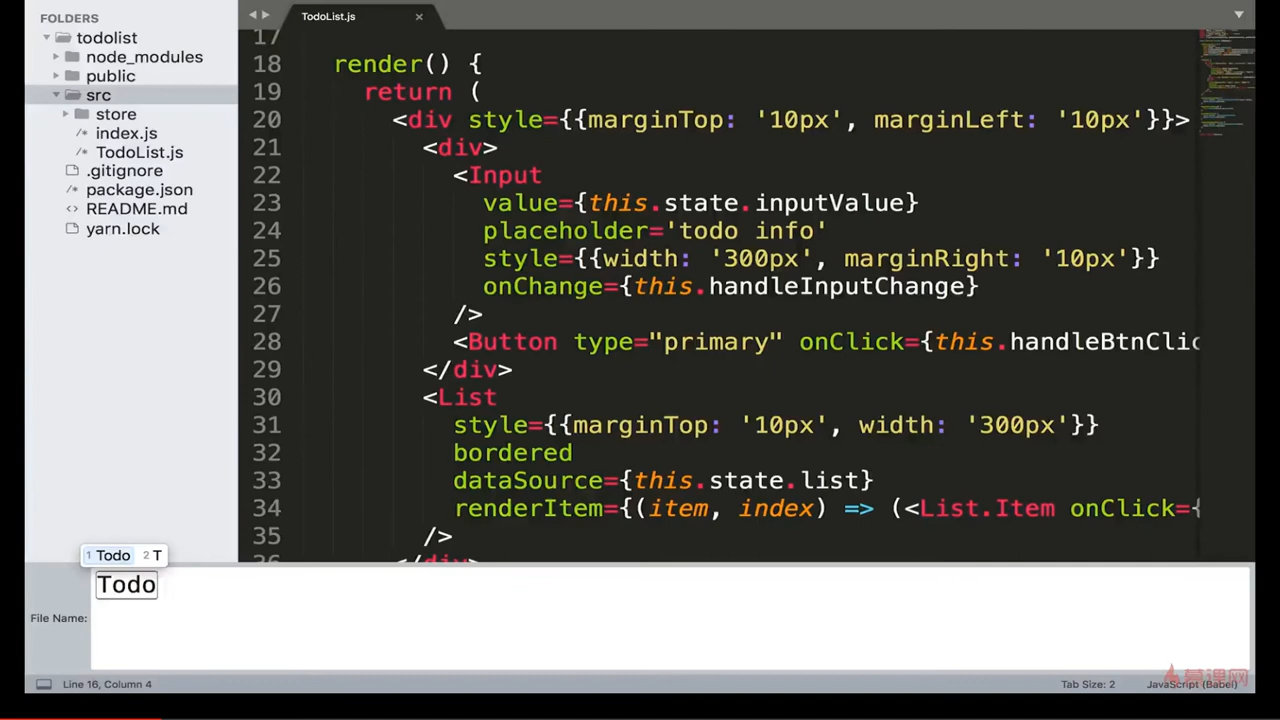 FOLDERS
todolist
node_modules
public
src
store
index.js
TodoList.js
.gitignore
package.json
README.md
yarn.lock
TodoList.js ×
17
18 render() {
19 return (
20 <div style={{marginTop: '10px', marginLeft: '10px'}}>
21 <div>
22 <Input
23 value={this.state.inputValue}
24 placeholder='todo info'
25 style={{width: '300px', marginRight: '10px'}}
26 onChange={this.handleInputChange}
27 />
28 <Button type="primary" onClick={this.handleBtnClic
29 </div>
30 <List
31 style={{marginTop: '10px', width: '300px'}}
32 bordered
33 dataSource={this.state.list}
34 renderItem={(item, index) => (<List.Item onClick={
35 />
36 </div>
1 Todo 2 T
Todo
File Name:
慕课网
Line 16, Column 4
Tab Size: 2
JavaScript (Babel)